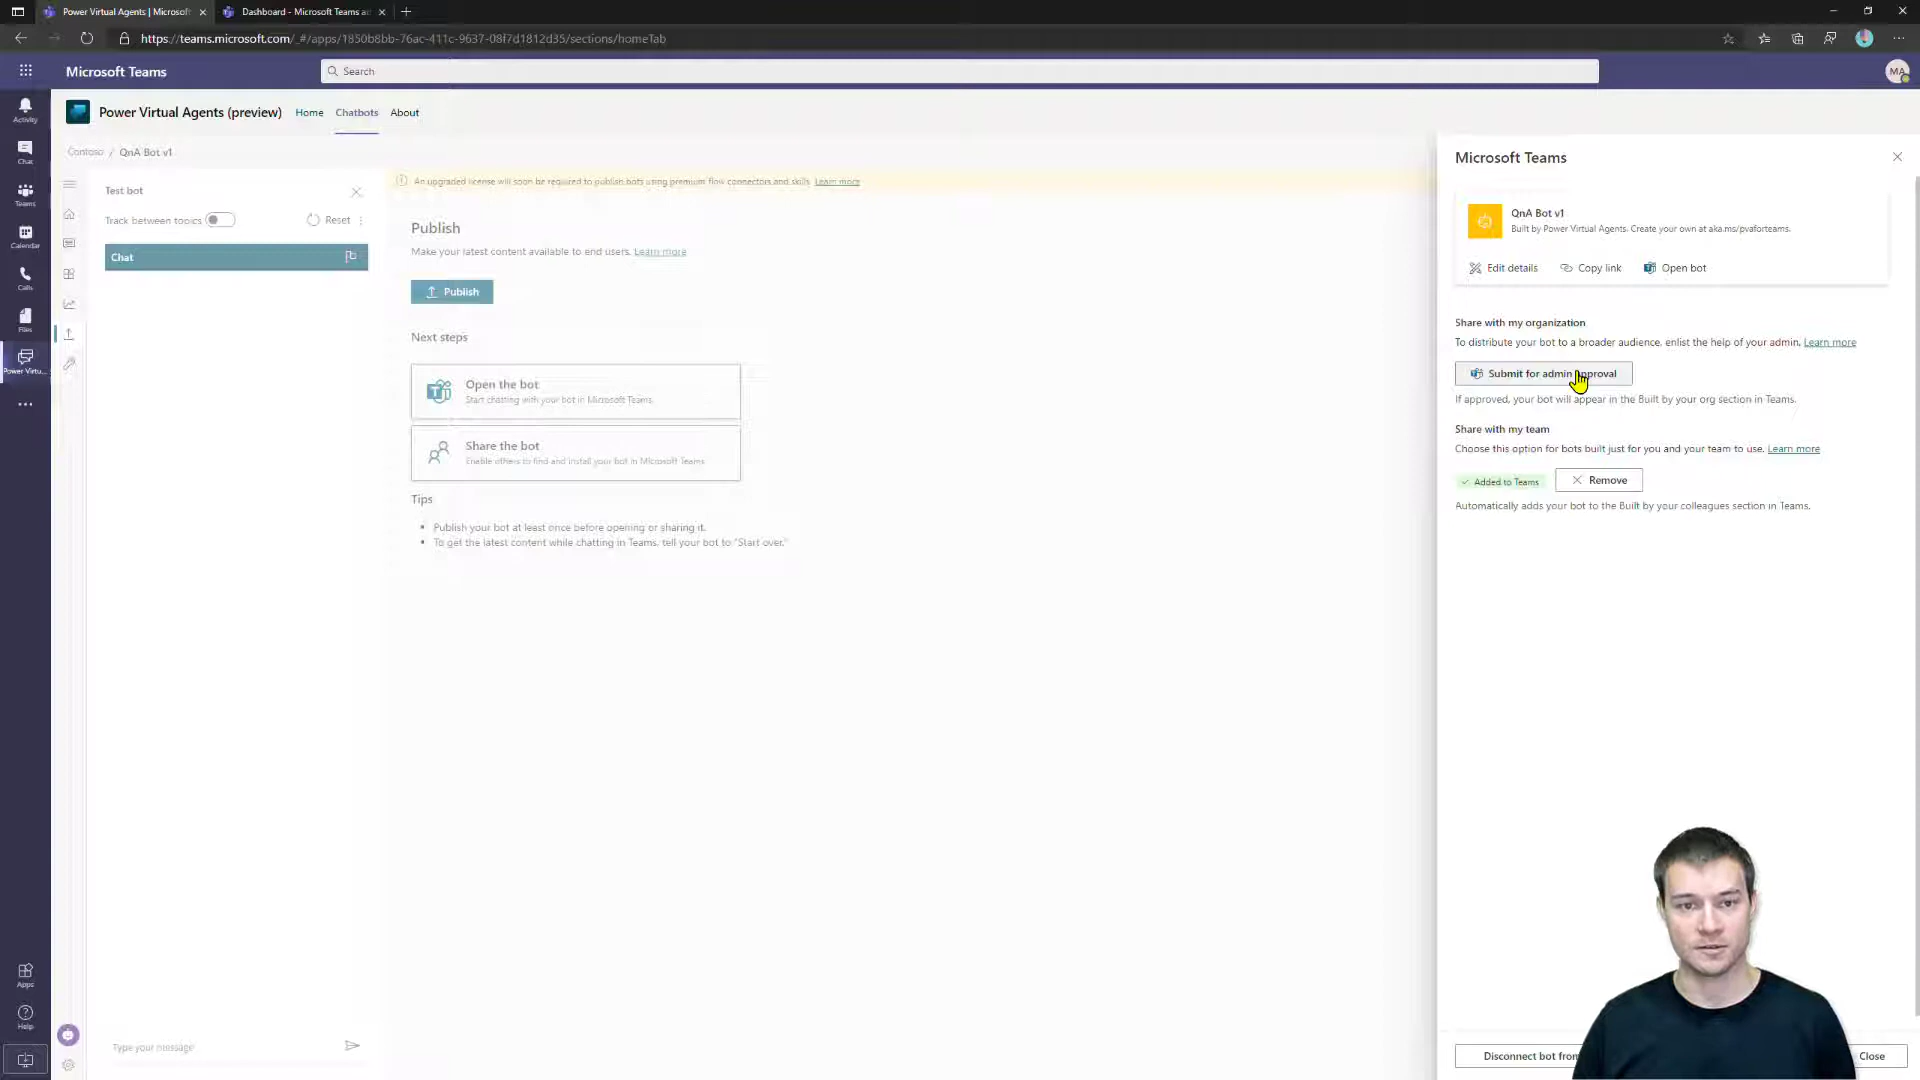 Power Virtual Agents | Microsoft
Dashboard - Microsoft Teams
https://teams.microsoft.com/_#/apps/1850b8bb-76ac-411c-9637-08f7d1812d35/sections/homeTab
Microsoft Teams
Search
MA
Activity
Chat
Teams
Calendar
Calls
Files
Power Virtu...
Apps
Help
Power Virtual Agents (preview)
Home
Chatbots
About
Contoso / QnA Bot v1
Test bot
Track between topics
Reset
Chat
Type your message
An upgraded license will soon be required to publish bots using premium flow connectors and skills. Learn more
Publish
Make your latest content available to end users. Learn more
Publish
Next steps
Open the bot
Start chatting with your bot in Microsoft Teams.
Share the bot
Enable others to find and install your bot in Microsoft Teams
Tips
• Publish your bot at least once before opening or sharing it.
• To get the latest content while chatting in Teams, tell your bot to "Start over."
Microsoft Teams
QnA Bot v1
Built by Power Virtual Agents. Create your own at aka.ms/pvaforteams.
Edit details
Copy link
Open bot
Share with my organization
To distribute your bot to a broader audience, enlist the help of your admin. Learn more
Submit for admin approval
If approved, your bot will appear in the Built by your org section in Teams.
Share with my team
Choose this option for bots built just for you and your team to use. Learn more
Added to Teams
Remove
Automatically adds your bot to the Built by your colleagues section in Teams.
Disconnect bot from
Close